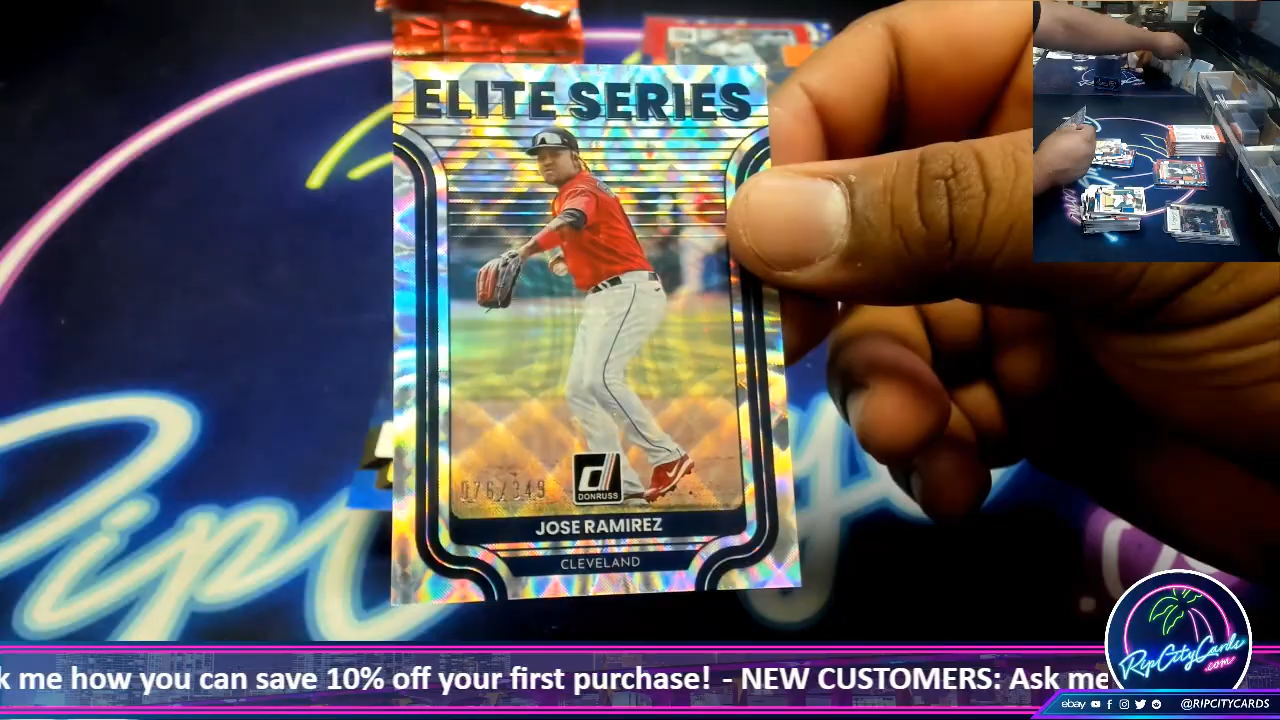 ELITE SERIES
076/349
DONRUSS
JOSE RAMIREZ
CLEVELAND
k me how you can save 10% off your first purchase! - NEW CUSTOMERS: Ask me
RipCityCards
.com
ebay
@RIPCITYCARDS